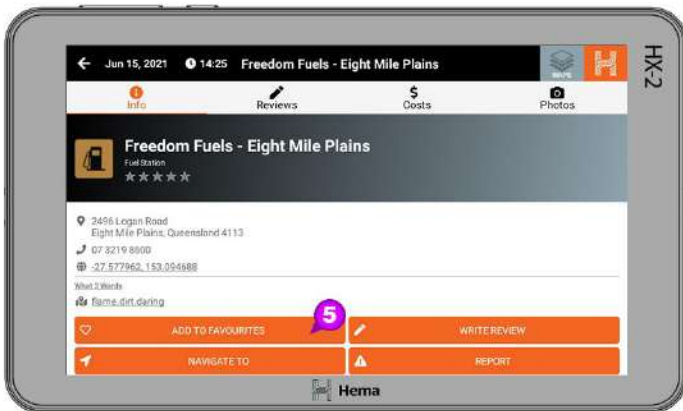 Jun 15, 2021 14:25 Freedom Fuels - Eight Mile Plains MAPS
Info Reviews $ Costs Photos
Freedom Fuels - Eight Mile Plains
Fuel Station
2496 Logan Road
Eight Mile Plains, Queensland 4113
07 3219 8600
-27.577962, 153.094688
What 3 Words
flame.dirt.daring
ADD TO FAVOURITES 5 WRITE REVIEW
NAVIGATE TO REPORT
Hema
HX-2